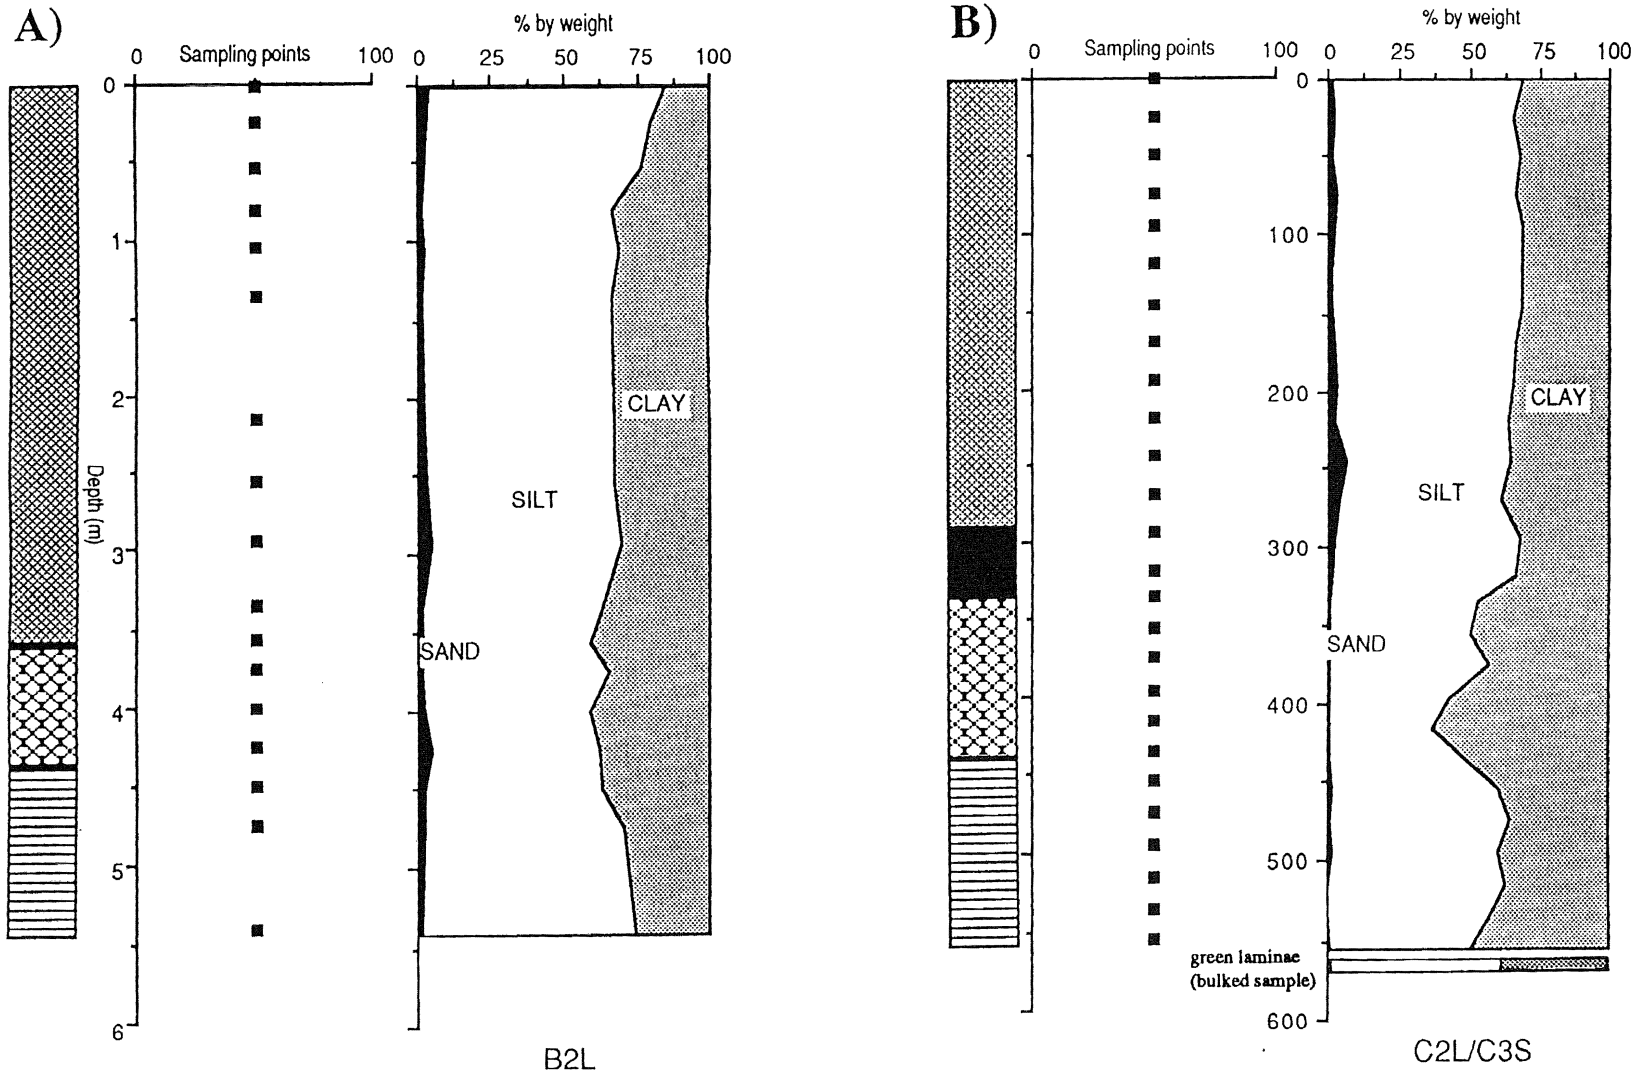 A)
% by weight
0 Sampling points 100
0 25 50 75 100
0
1
2
3
4
5
6
Depth (m)
CLAY
SILT
SAND
B2L
B)
% by weight
0 Sampling points 100
0 25 50 75 100
0
100
200
300
400
500
600
CLAY
SILT
SAND
green laminae
(bulked sample)
C2L/C3S